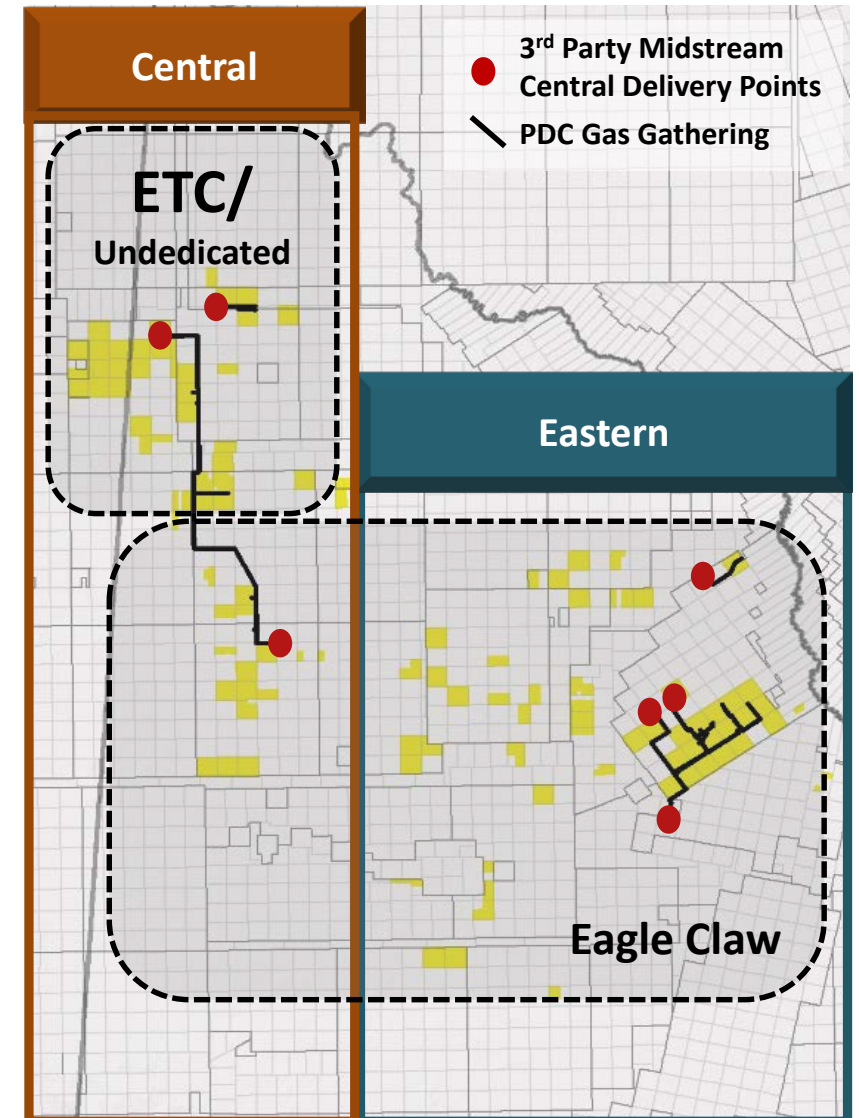 Central
3rd Party Midstream
Central Delivery Points
PDC Gas Gathering
ETC/
Undedicated
Eastern
Eagle Claw